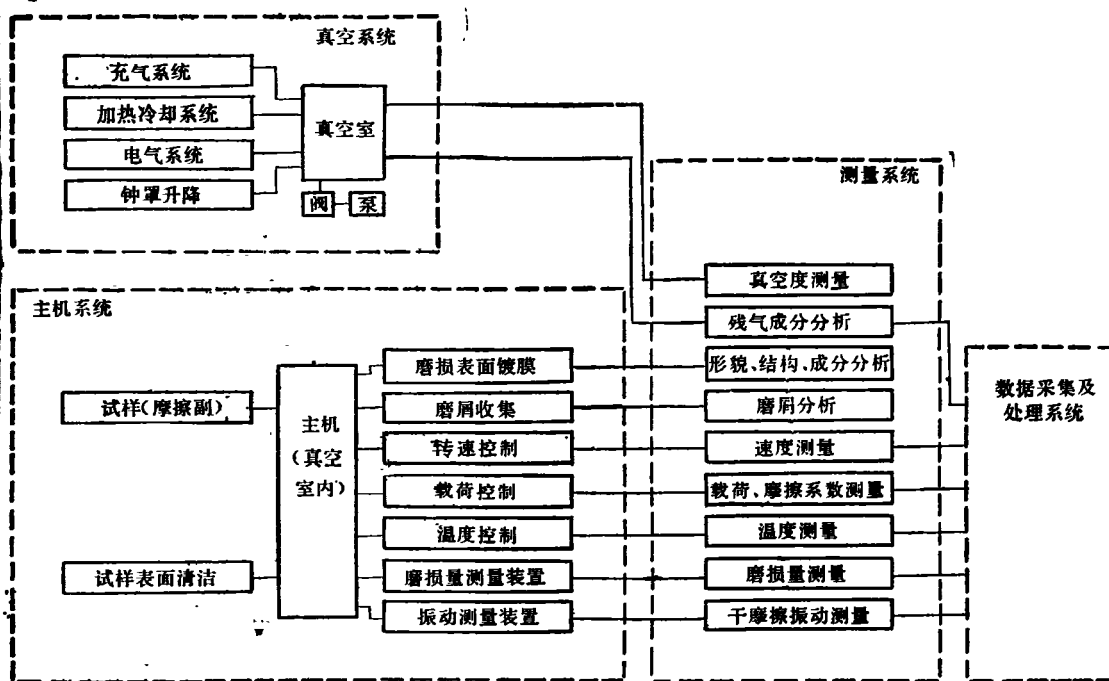 真空系统
充气系统
加热冷却系统
电气系统
钟罩升降
真空室
阀
泵
测量系统
真空度测量
残气成分分析
形貌、结构、成分分析
磨屑分析
速度测量
载荷、摩擦系数测量
温度测量
磨损量测量
干摩擦振动测量
主机系统
试样(摩擦副)
试样表面清洁
主机
(真空
室内)
磨损表面镀膜
磨屑收集
转速控制
载荷控制
温度控制
磨损量测量装置
振动测量装置
数据采集及
处理系统